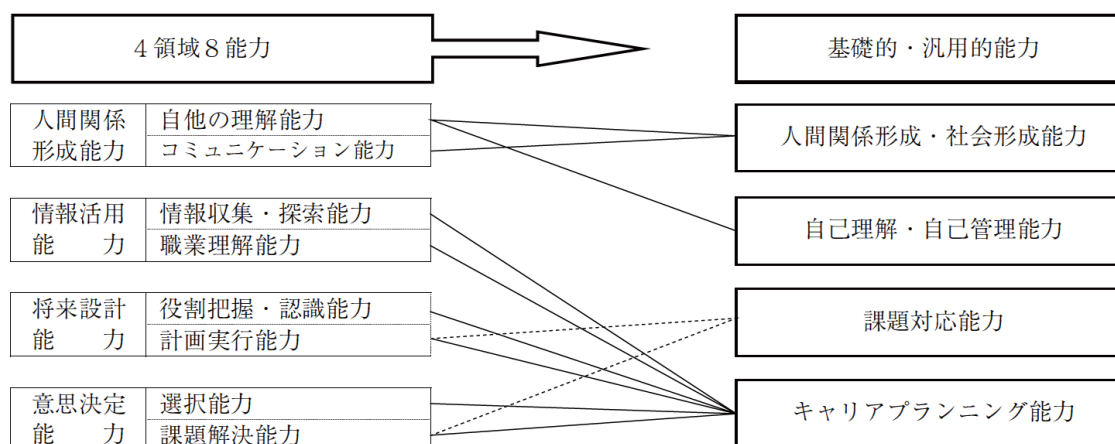 4領域8能力
基礎的・汎用的能力
人間関係
形成能力
自他の理解能力
コミュニケーション能力
人間関係形成・社会形成能力
情報活用
能　　力
情報収集・探索能力
職業理解能力
自己理解・自己管理能力
将来設計
能　　力
役割把握・認識能力
計画実行能力
課題対応能力
意思決定
能　　力
選択能力
課題解決能力
キャリアプランニング能力